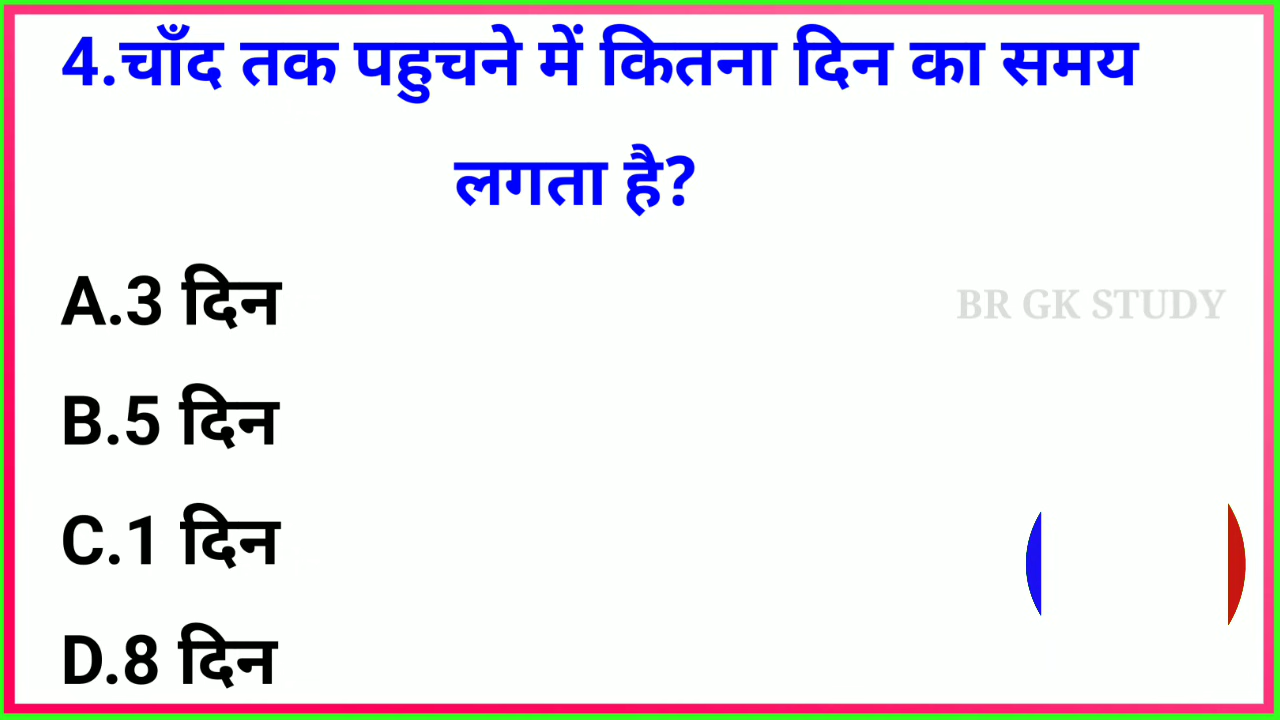 4.चाँद तक पहुचने में कितना दिन का समय
लगता है?
A.3 दिन
BR GK STUDY
B.5 दिन
C.1 दिन
D.8 दिन